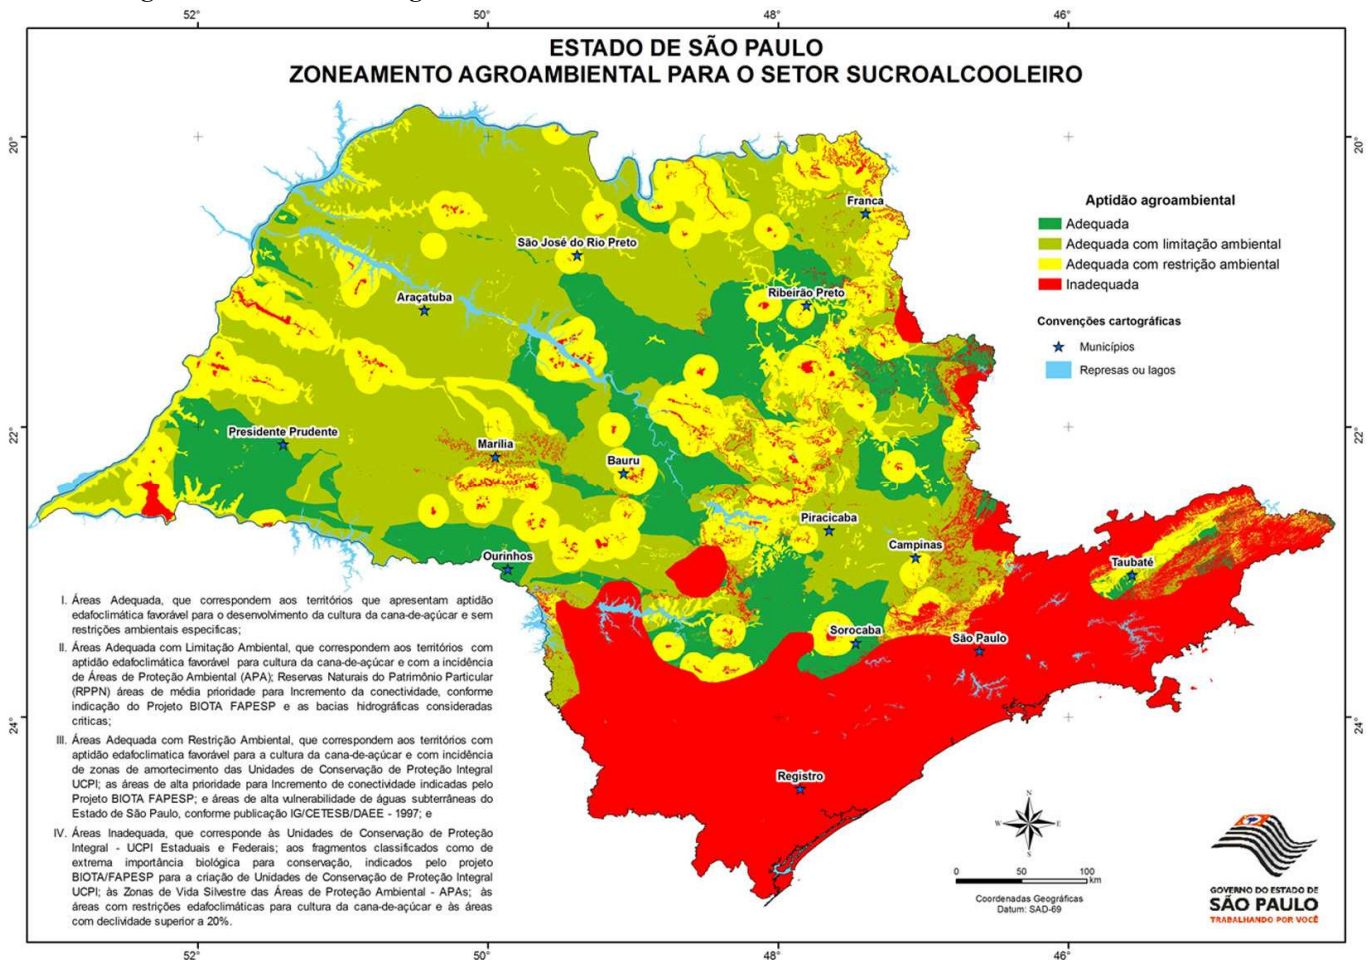 52°
50°
48°
46°
ESTADO DE SÃO PAULO
ZONEAMENTO AGROAMBIENTAL PARA O SETOR SUCROALCOOLEIRO
20°
20°
Aptidão agroambiental
Adequada
Adequada com limitação ambiental
Adequada com restrição ambiental
Inadequada
Convenções cartográficas
Municípios
Represas ou lagos
Franca
São José do Rio Preto
Araçatuba
Ribeirão Preto
22°
22°
Presidente Prudente
Marília
Bauru
Piracicaba
Campinas
Ourinhos
Taubaté
Sorocaba
São Paulo
Registro
24°
24°
I. Áreas Adequada, que correspondem aos territórios que apresentam aptidão
edafoclimática favorável para o desenvolvimento da cultura da cana-de-açúcar e sem
restrições ambientais especificas;
II. Áreas Adequada com Limitação Ambiental, que correspondem aos territórios com
aptidão edafoclimática favorável para cultura da cana-de-açúcar e com a incidência
de Áreas de Proteção Ambiental (APA); Reservas Naturais do Patrimônio Particular
(RPPN) áreas de média prioridade para Incremento da conectividade, conforme
indicação do Projeto BIOTA FAPESP e as bacias hidrográficas consideradas
criticas;
III. Áreas Adequada com Restrição Ambiental, que correspondem aos territórios com
aptidão edafoclimatica favorável para a cultura da cana-de-açúcar e com incidência
de zonas de amortecimento das Unidades de Conservação de Proteção Integral
UCPI; as áreas de alta prioridade para Incremento de conectividade indicadas pelo
Projeto BIOTA FAPESP; e áreas de alta vulnerabilidade de águas subterrâneas do
Estado de São Paulo, conforme publicação IG/CETESB/DAEE - 1997; e
IV. Áreas Inadequada, que corresponde às Unidades de Conservação de Proteção
Integral - UCPI Estaduais e Federais; aos fragmentos classificados como de
extrema importância biológica para conservação, indicados pelo projeto
BIOTA/FAPESP para a criação de Unidades de Conservação de Proteção Integral
UCPI; às Zonas de Vida Silvestre das Áreas de Proteção Ambiental - APAs; às
áreas com restrições edafoclimáticas para cultura da cana-de-açúcar e às áreas
com declividade superior a 20%.
N
W E
S
0 50 100
km
Coordenadas Geográficas
Datum: SAD-69
GOVERNO DO ESTADO DE
SÃO PAULO
TRABALHANDO POR VOCÊ
52°
50°
48°
46°